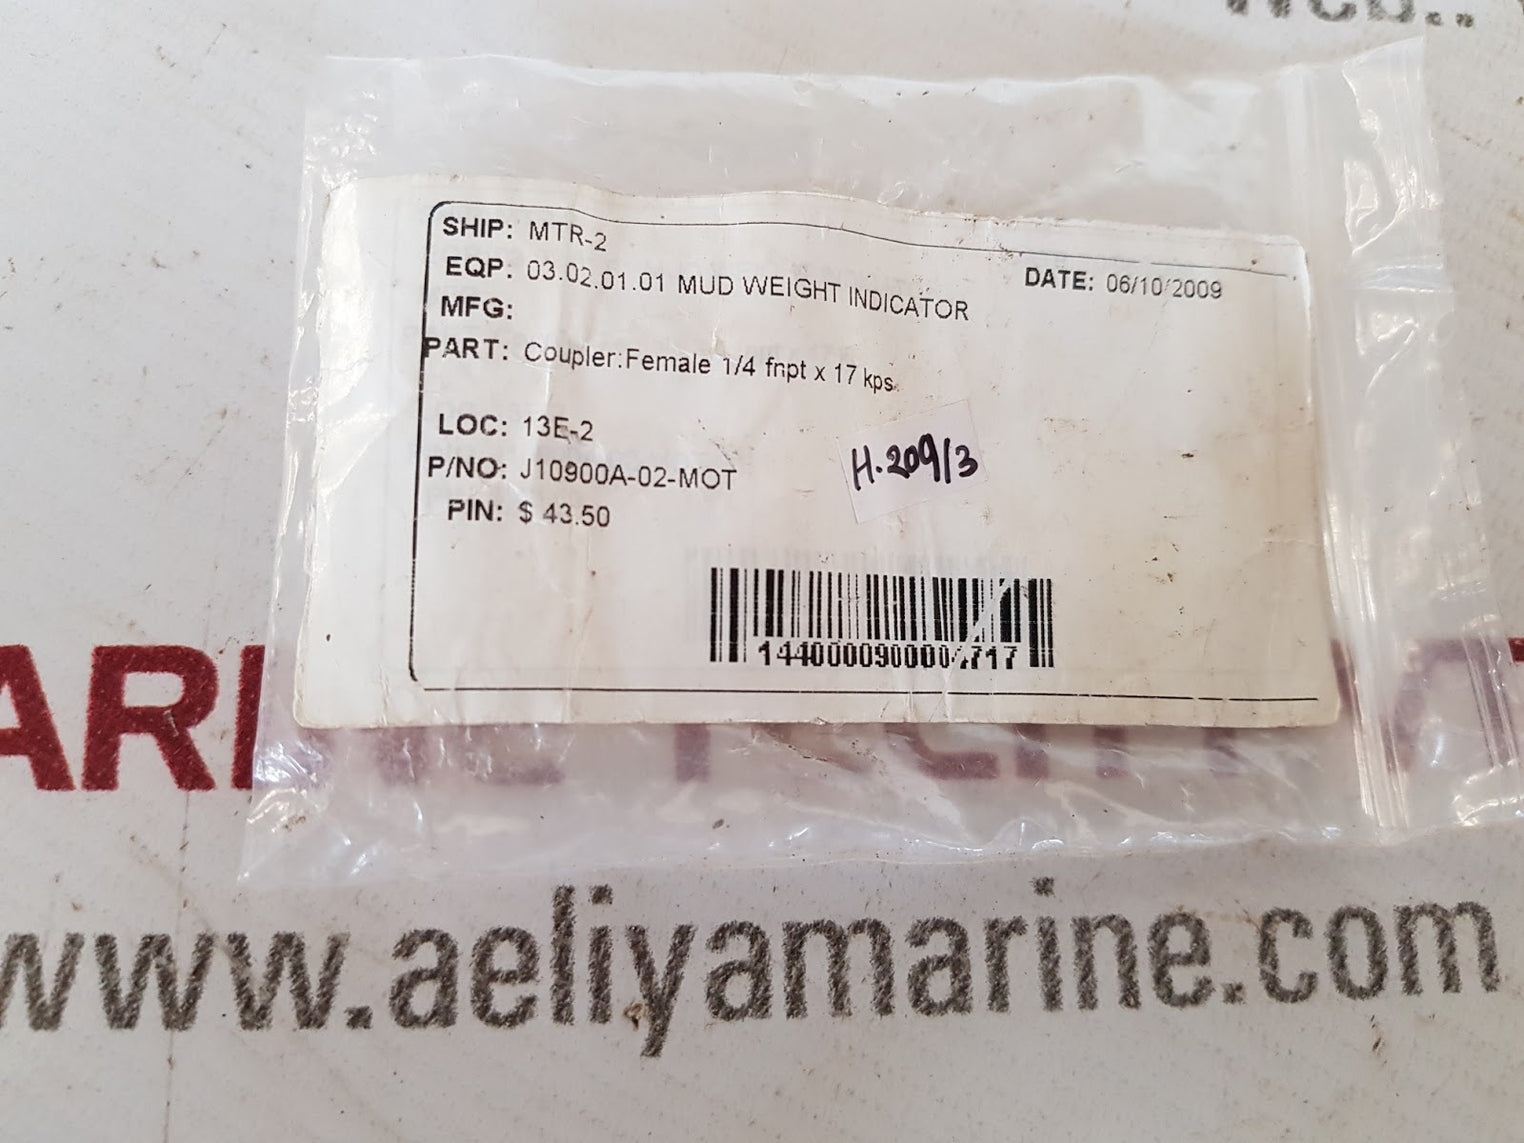 SHIP: MTR-2
EQP: 03.02.01.01 MUD WEIGHT INDICATOR
DATE: 06/10/2009
MFG:
PART: Coupler:Female 1/4 fnpt x 17 kps
LOC: 13E-2
P/NO: J10900A-02-MOT
H.209/3
PIN: $ 43.50
www.aeliyamarine.com